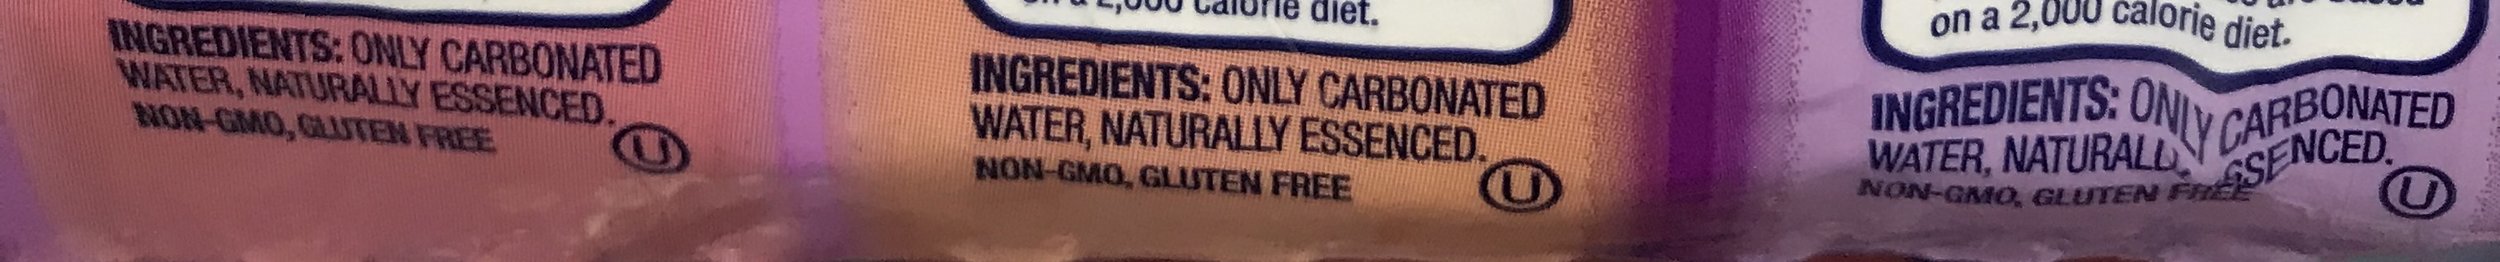 on a 2,000 calorie diet.
INGREDIENTS: ONLY CARBONATED
WATER, NATURALLY ESSENCED.
NON-GMO, GLUTEN FREE
U
on a 2,000 calorie diet.
INGREDIENTS: ONLY CARBONATED
WATER, NATURALLY ESSENCED.
NON-GMO, GLUTEN FREE
U
INGREDIENTS: ONLY CARBONATED
WATER, NATURALLY ESSENCED.
NON-GMO, GLUTEN FREE
U